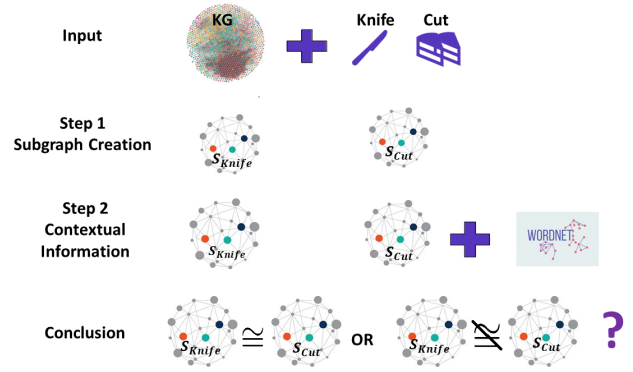 Input
KG
Knife
Cut
Step 1
Subgraph Creation
S_Knife
S_Cut
Step 2
Contextual
Information
S_Knife
S_Cut
WORDNET
Conclusion
S_Knife ≅ S_Cut OR S_Knife ≇ S_Cut ?